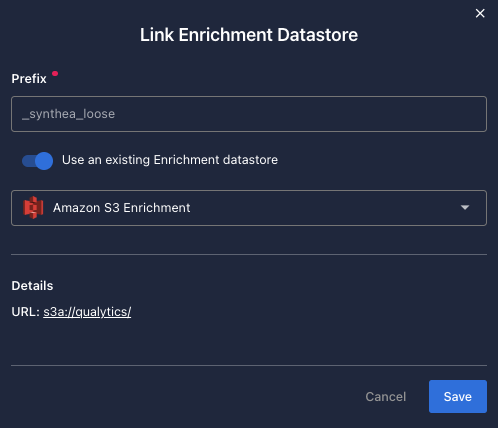 Link Enrichment Datastore
Prefix
_synthea_loose
Use an existing Enrichment datastore
Amazon S3 Enrichment
Details
URL: s3a://qualytics/
Cancel Save